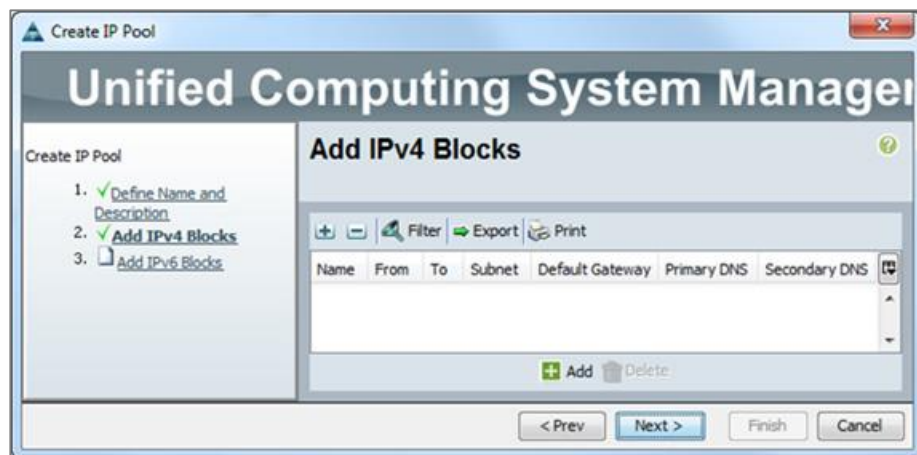 Create IP Pool
Unified Computing System Manager
Create IP Pool
1. Define Name and
Description
2. Add IPv4 Blocks
3. Add IPv6 Blocks
Add IPv4 Blocks
Filter Export Print
Name From To Subnet Default Gateway Primary DNS Secondary DNS
Add Delete
< Prev Next > Finish Cancel